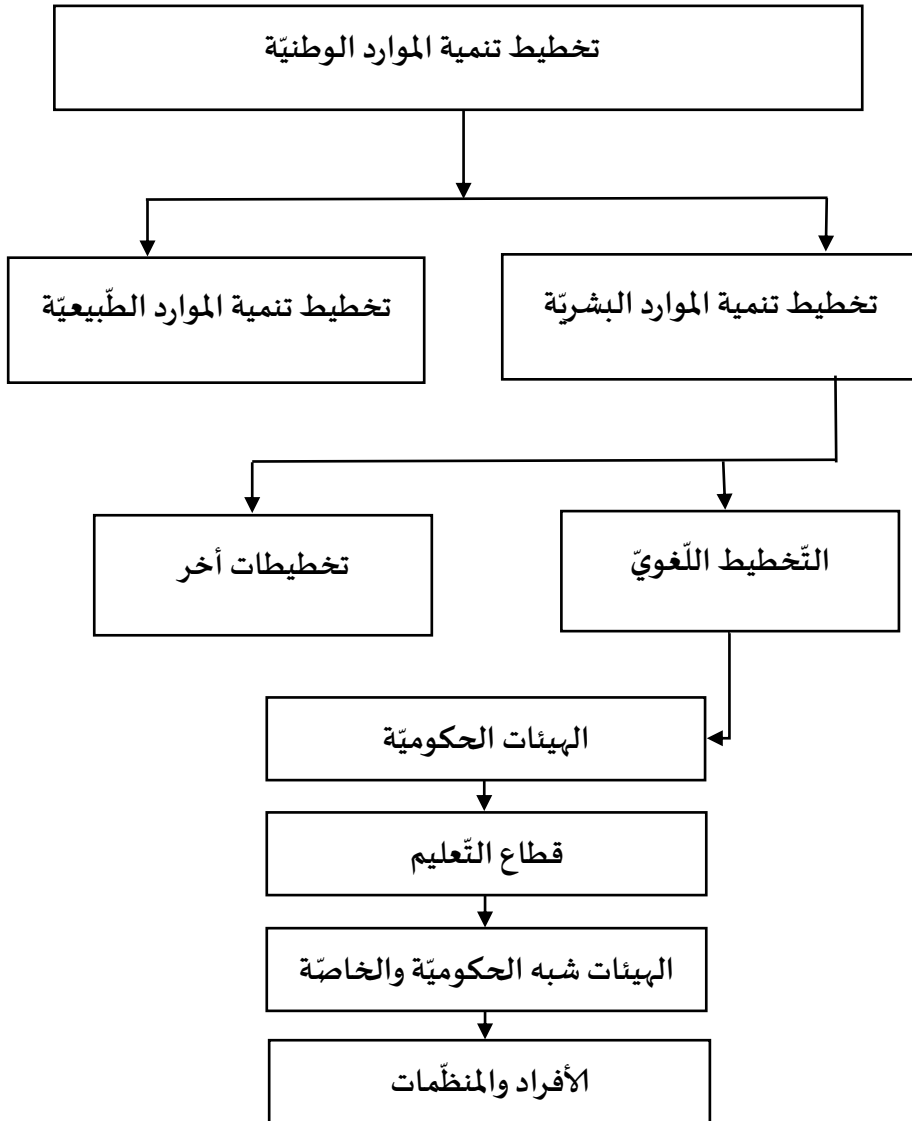 تخطيط تنمية الموارد الوطنيّة
تخطيط تنمية الموارد البشريّة
تخطيط تنمية الموارد الطّبيعيّة
التّخطيط اللّغويّ
تخطيطات أخر
الهيئات الحكوميّة
قطاع التّعليم
الهيئات شبه الحكوميّة والخاصّة
الأفراد والمنظّمات